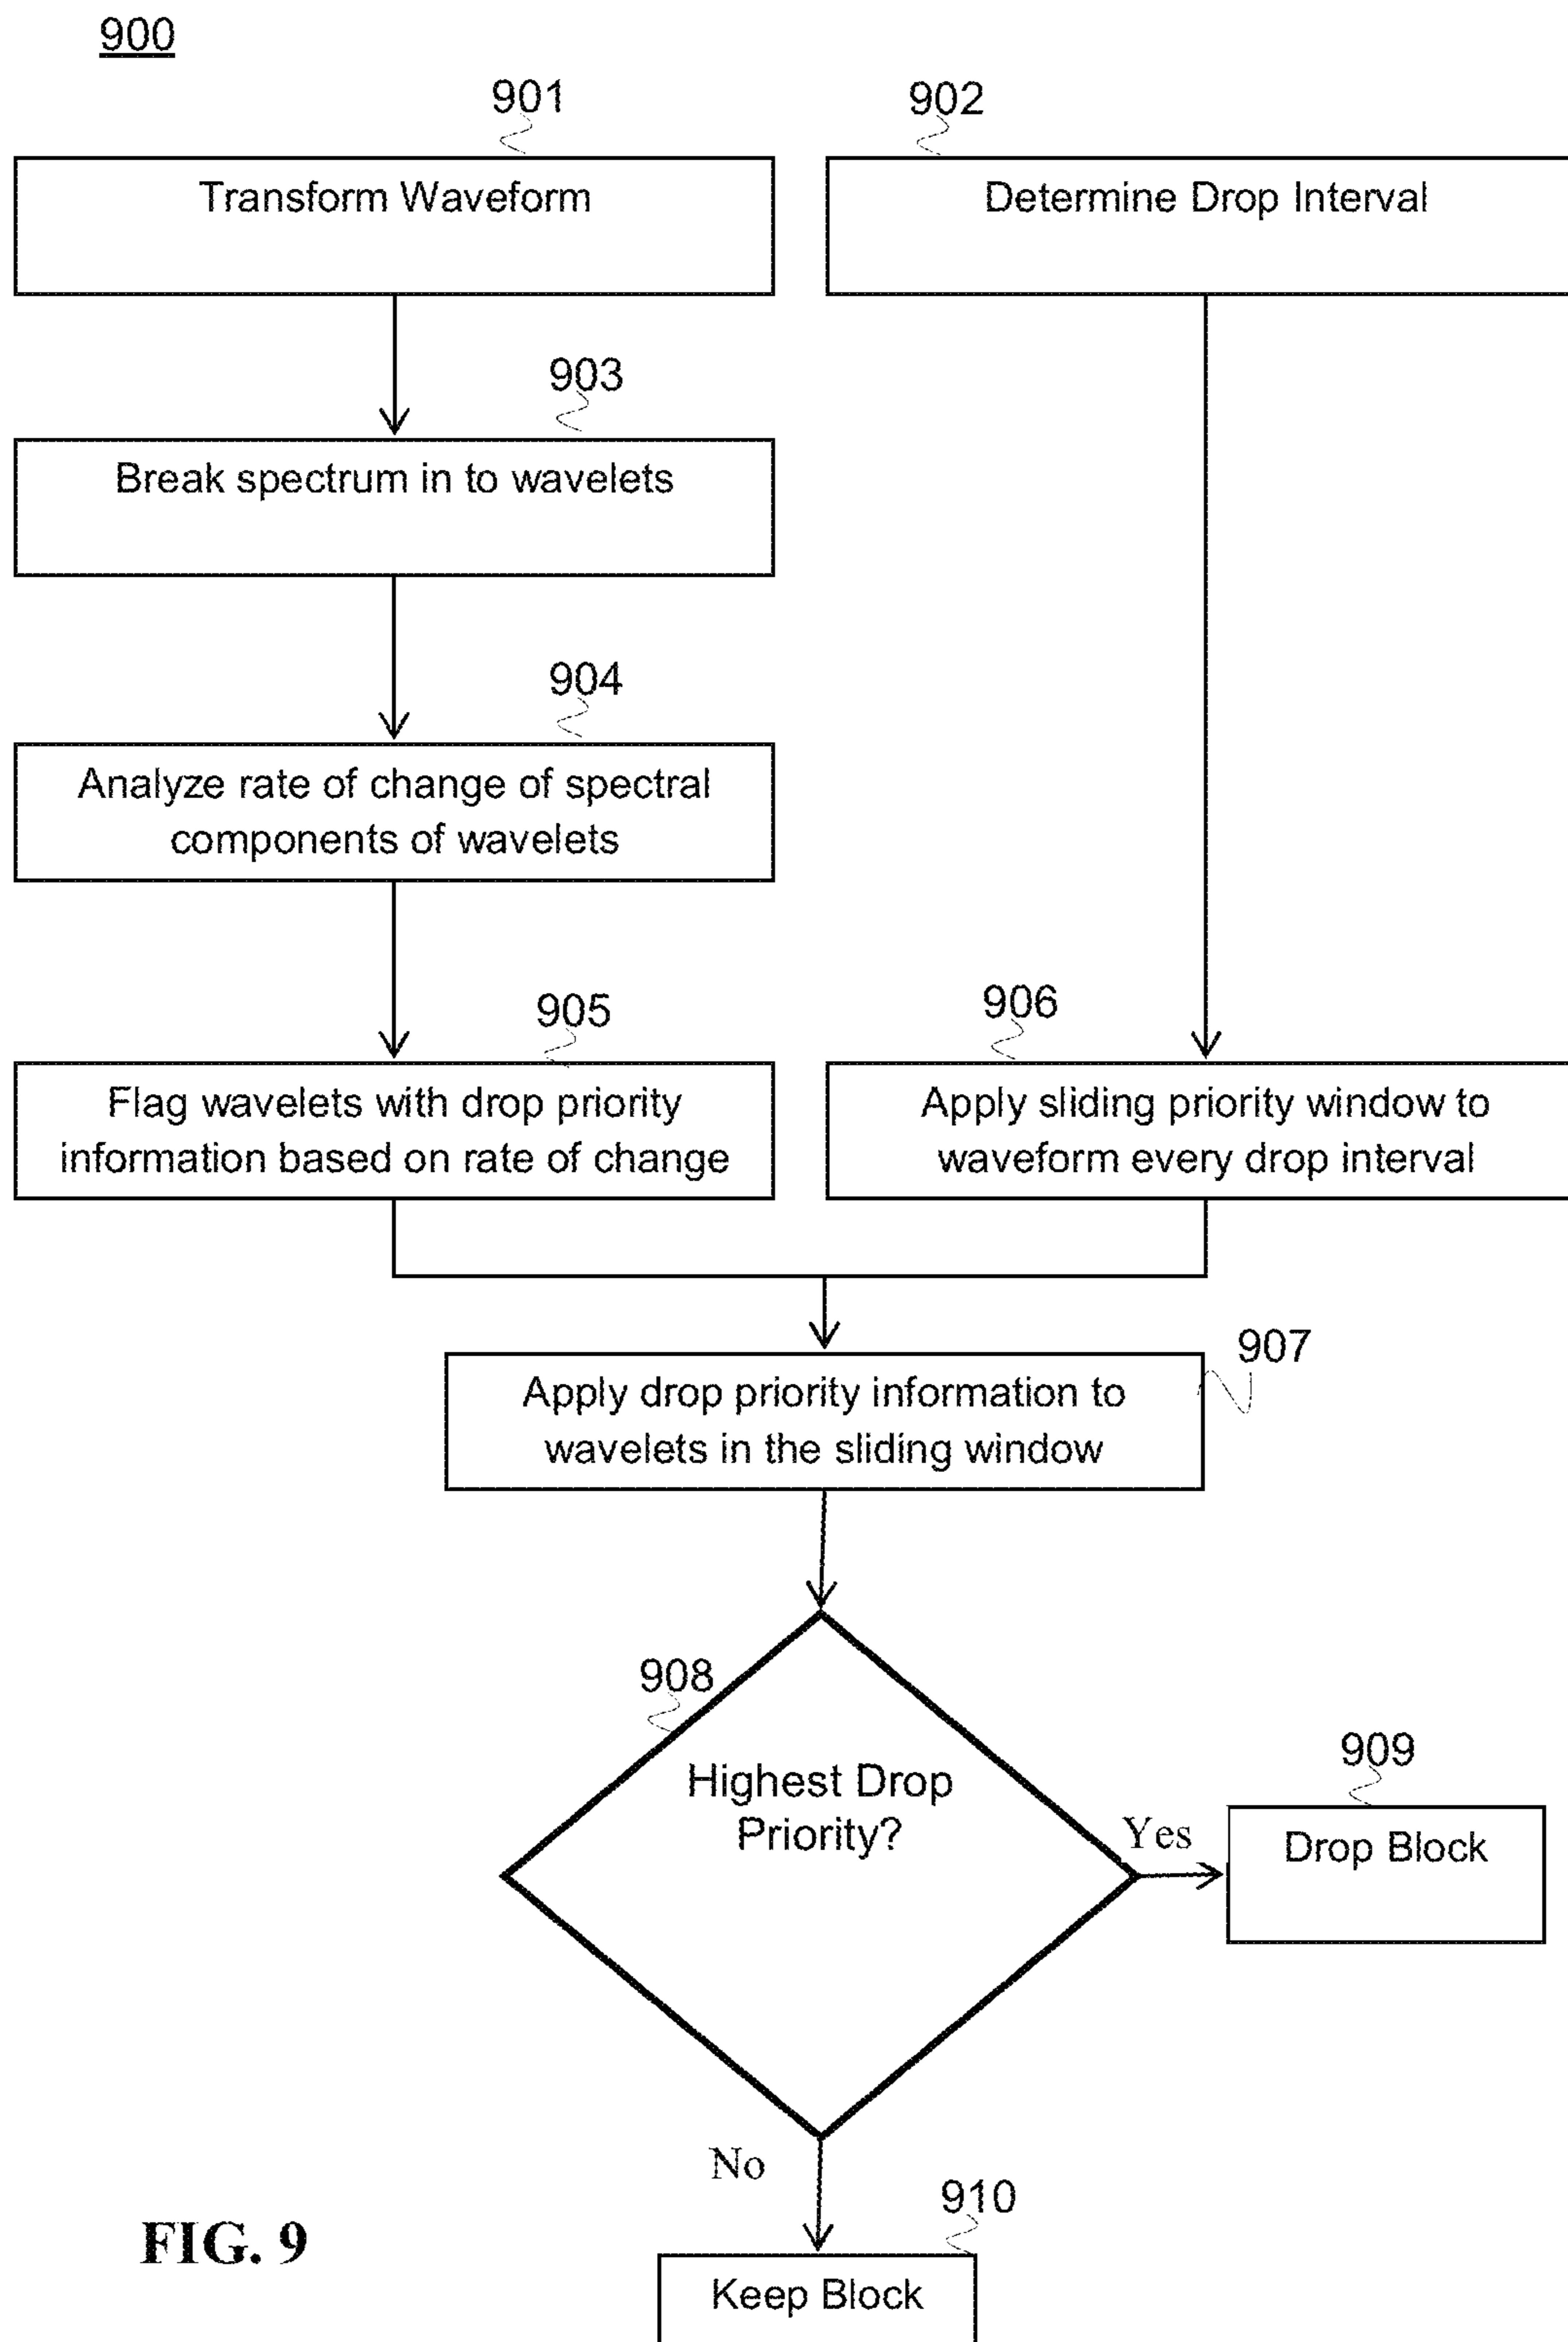 900
901
902
Transform Waveform
Determine Drop Interval
903
Break spectrum in to wavelets
904
Analyze rate of change of spectral
components of wavelets
905
906
Flag wavelets with drop priority
information based on rate of change
Apply sliding priority window to
waveform every drop interval
907
Apply drop priority information to
wavelets in the sliding window
908
Highest Drop
Priority?
909
Yes
Drop Block
No
910
Keep Block
FIG. 9